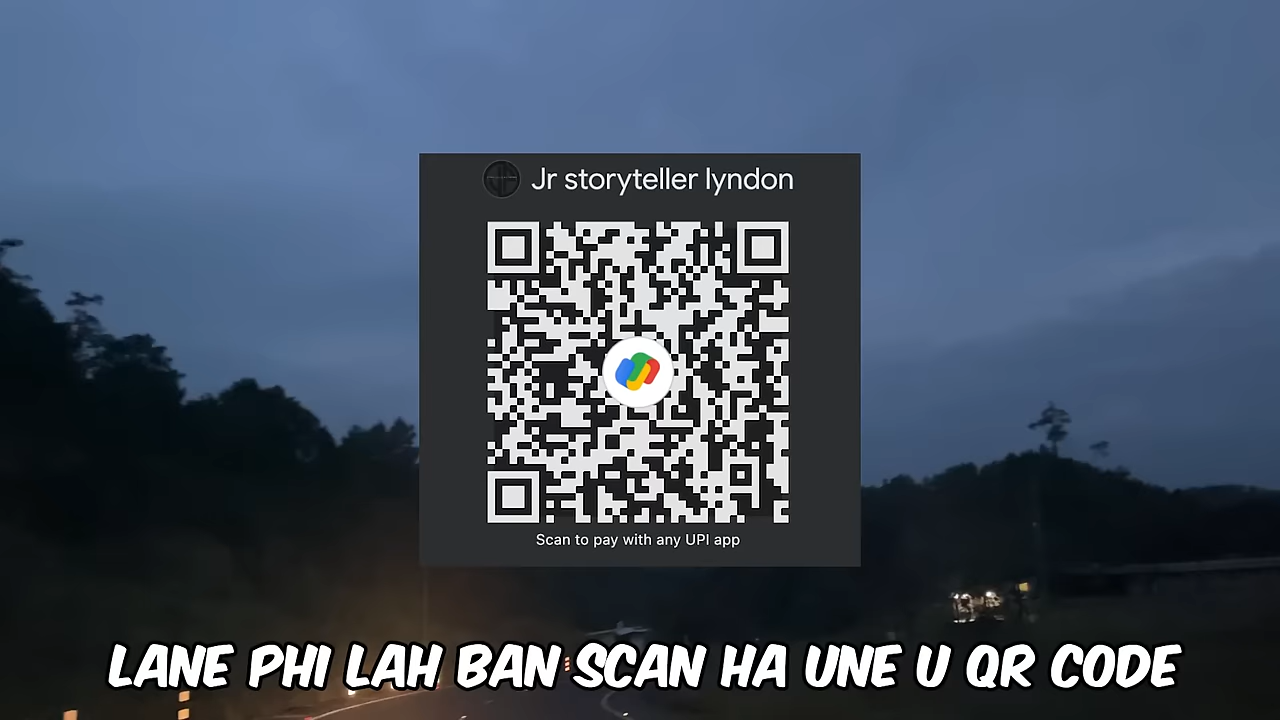 Jr storyteller lyndon
Scan to pay with any UPI app
LANE PHI LAH BAN SCAN HA UNE U QR CODE